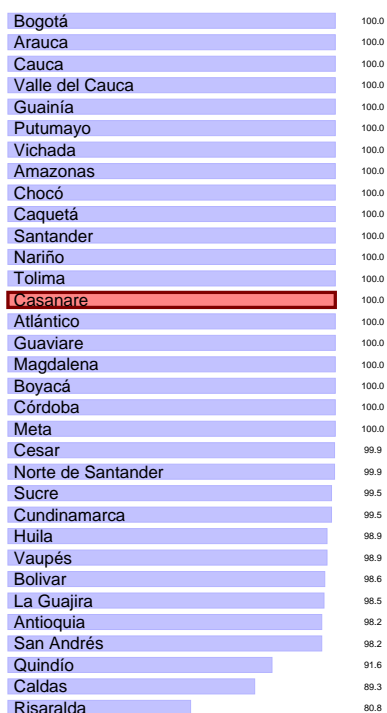 Bogotá 100.0
Arauca 100.0
Cauca 100.0
Valle del Cauca 100.0
Guainía 100.0
Putumayo 100.0
Vichada 100.0
Amazonas 100.0
Chocó 100.0
Caquetá 100.0
Santander 100.0
Nariño 100.0
Tolima 100.0
Casanare 100.0
Atlántico 100.0
Guaviare 100.0
Magdalena 100.0
Boyacá 100.0
Córdoba 100.0
Meta 100.0
Cesar 99.9
Norte de Santander 99.9
Sucre 99.5
Cundinamarca 99.5
Huila 98.9
Vaupés 98.9
Bolivar 98.6
La Guajira 98.5
Antioquia 98.2
San Andrés 98.2
Quindío 91.6
Caldas 89.3
Risaralda 80.8